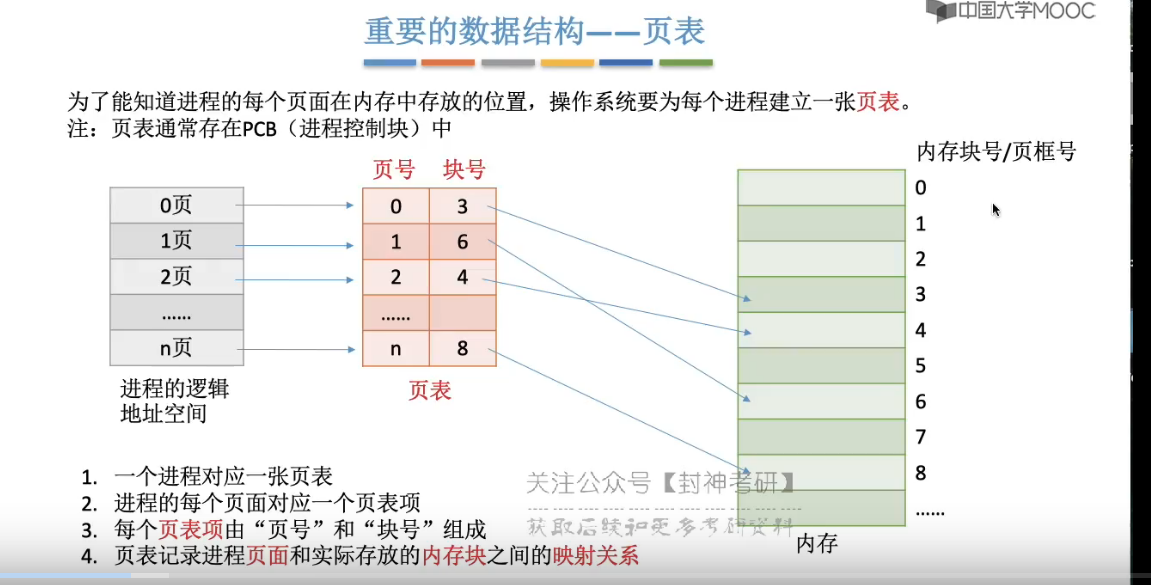 中国大学MOOC
重要的数据结构——页表
为了能知道进程的每个页面在内存中存放的位置，操作系统要为每个进程建立一张页表。
注：页表通常存在PCB（进程控制块）中
内存块号/页框号
页号 块号
0页 0 3 0
1页 1 6 1
2页 2 4 2
...... ...... 3
n页 n 8 4
5
6
7
8
......
进程的逻辑
地址空间
页表
内存
1. 一个进程对应一张页表
2. 进程的每个页面对应一个页表项
3. 每个页表项由“页号”和“块号”组成
4. 页表记录进程页面和实际存放的内存块之间的映射关系
关注公众号【封神考研】
获取后续和更多考研资料